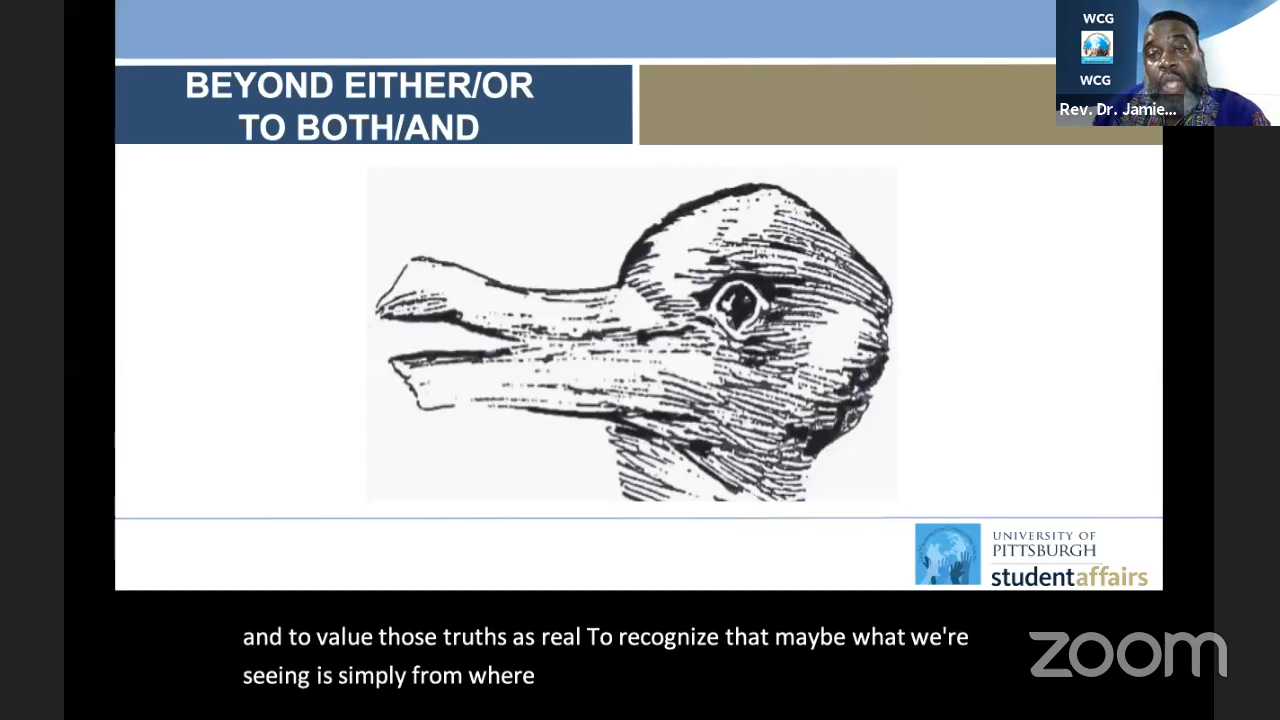 WCG
WCG
Rev. Dr. Jamie...
BEYOND EITHER/OR
TO BOTH/AND
UNIVERSITY OF
PITTSBURGH
studentaffairs
and to value those truths as real To recognize that maybe what we're
seeing is simply from where
zoom